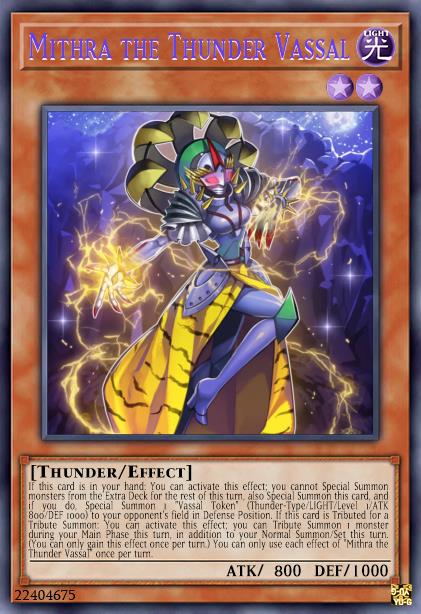 MITHRA THE THUNDER VASSAL
LIGHT
光
[THUNDER/EFFECT]
If this card is in your hand: You can activate this effect; you cannot Special Summon
monsters from the Extra Deck for the rest of this turn, also Special Summon this card, and
if you do, Special Summon 1 "Vassal Token" (Thunder-Type/LIGHT/Level 1/ATK
800/DEF 1000) to your opponent's field in Defense Position. If this card is Tributed for a
Tribute Summon: You can activate this effect; you can Tribute Summon 1 monster
during your Main Phase this turn, in addition to your Normal Summon/Set this turn.
(You can only gain this effect once per turn.) You can only use each effect of "Mithra the
Thunder Vassal" once per turn.
ATK/ 800 DEF/1000
22404675